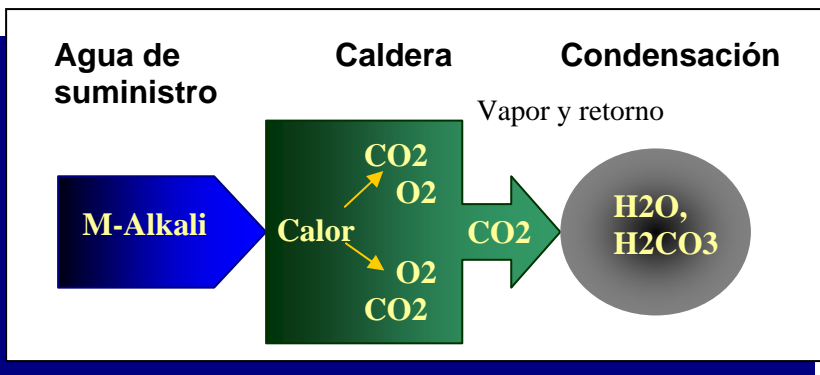 Agua de
suministro
Caldera
Condensación
Vapor y retorno
M-Alkali
Calor
CO2
O2
O2
CO2
CO2
H2O,
H2CO3